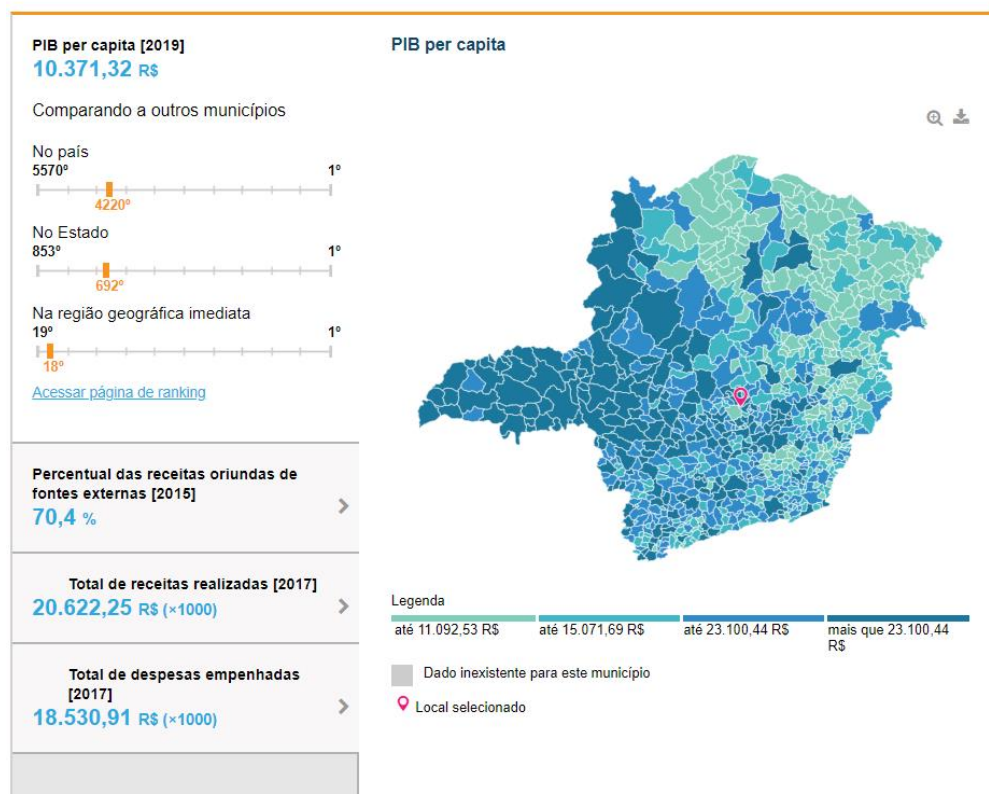 PIB per capita [2019]
10.371,32 R$
Comparando a outros municípios
No país
5570º 1º
4220º
No Estado
853º 1º
692º
Na região geográfica imediata
19º 1º
18º
Acessar página de ranking
Percentual das receitas oriundas de
fontes externas [2015]
70,4 %
Total de receitas realizadas [2017]
20.622,25 R$ (×1000)
Total de despesas empenhadas
[2017]
18.530,91 R$ (×1000)
PIB per capita
Legenda
até 11.092,53 R$ até 15.071,69 R$ até 23.100,44 R$ mais que 23.100,44
R$
Dado inexistente para este município
Local selecionado